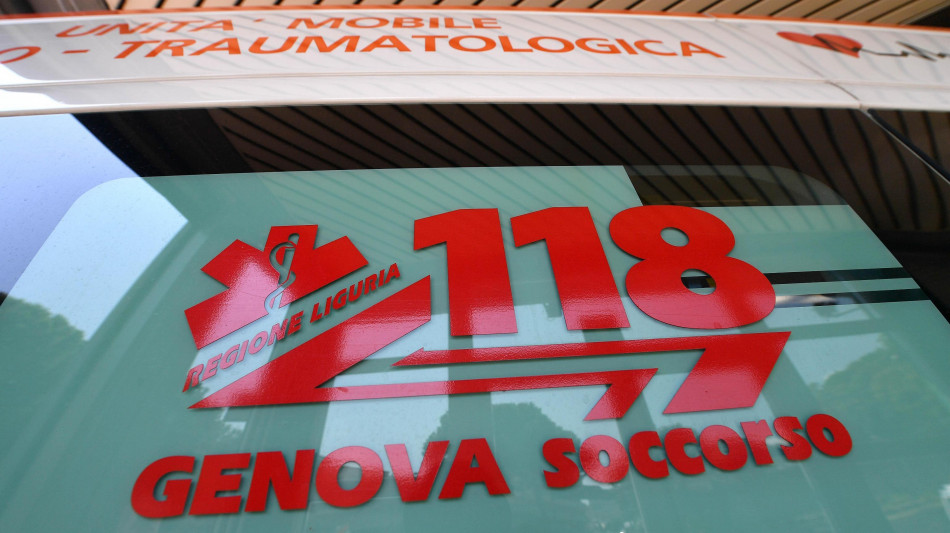 UNITA' MOBILE
O - TRAUMATOLOGICA
118
REGIONE LIGURIA
GENOVA SOCCORSO